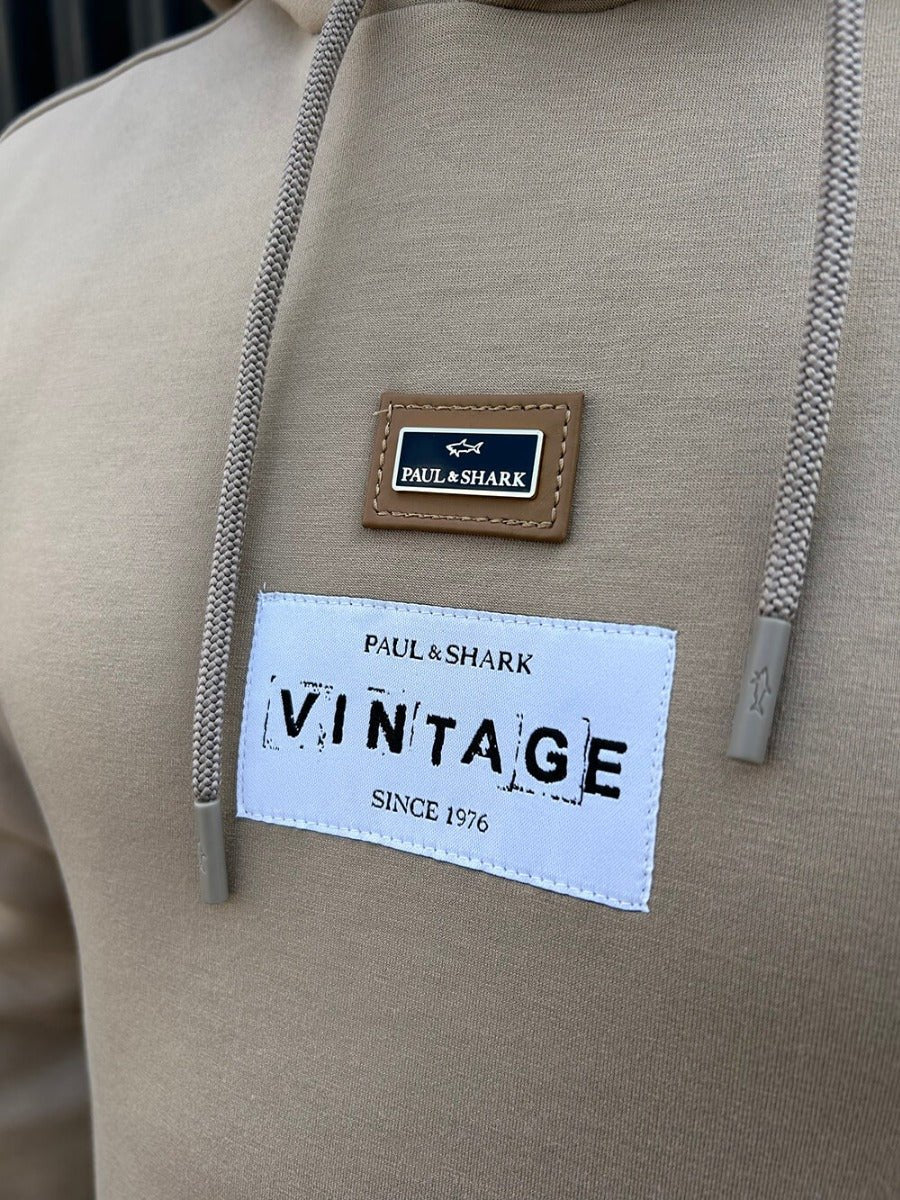 PAUL & SHARK
PAUL & SHARK
VINTAGE
SINCE 1976